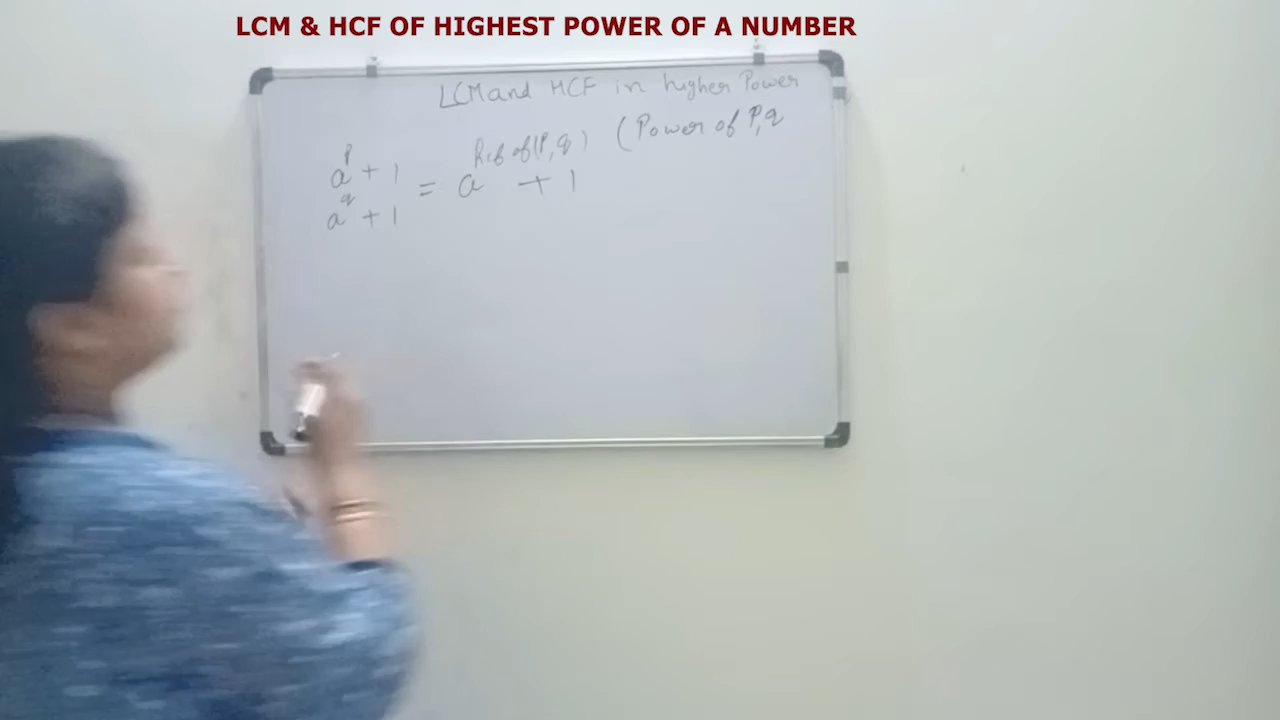 LCM & HCF OF HIGHEST POWER OF A NUMBER
LCM and HCF in higher Power
a^p + 1
a^q + 1
= a^Hcf of (P, q) + 1
(Power of P, q